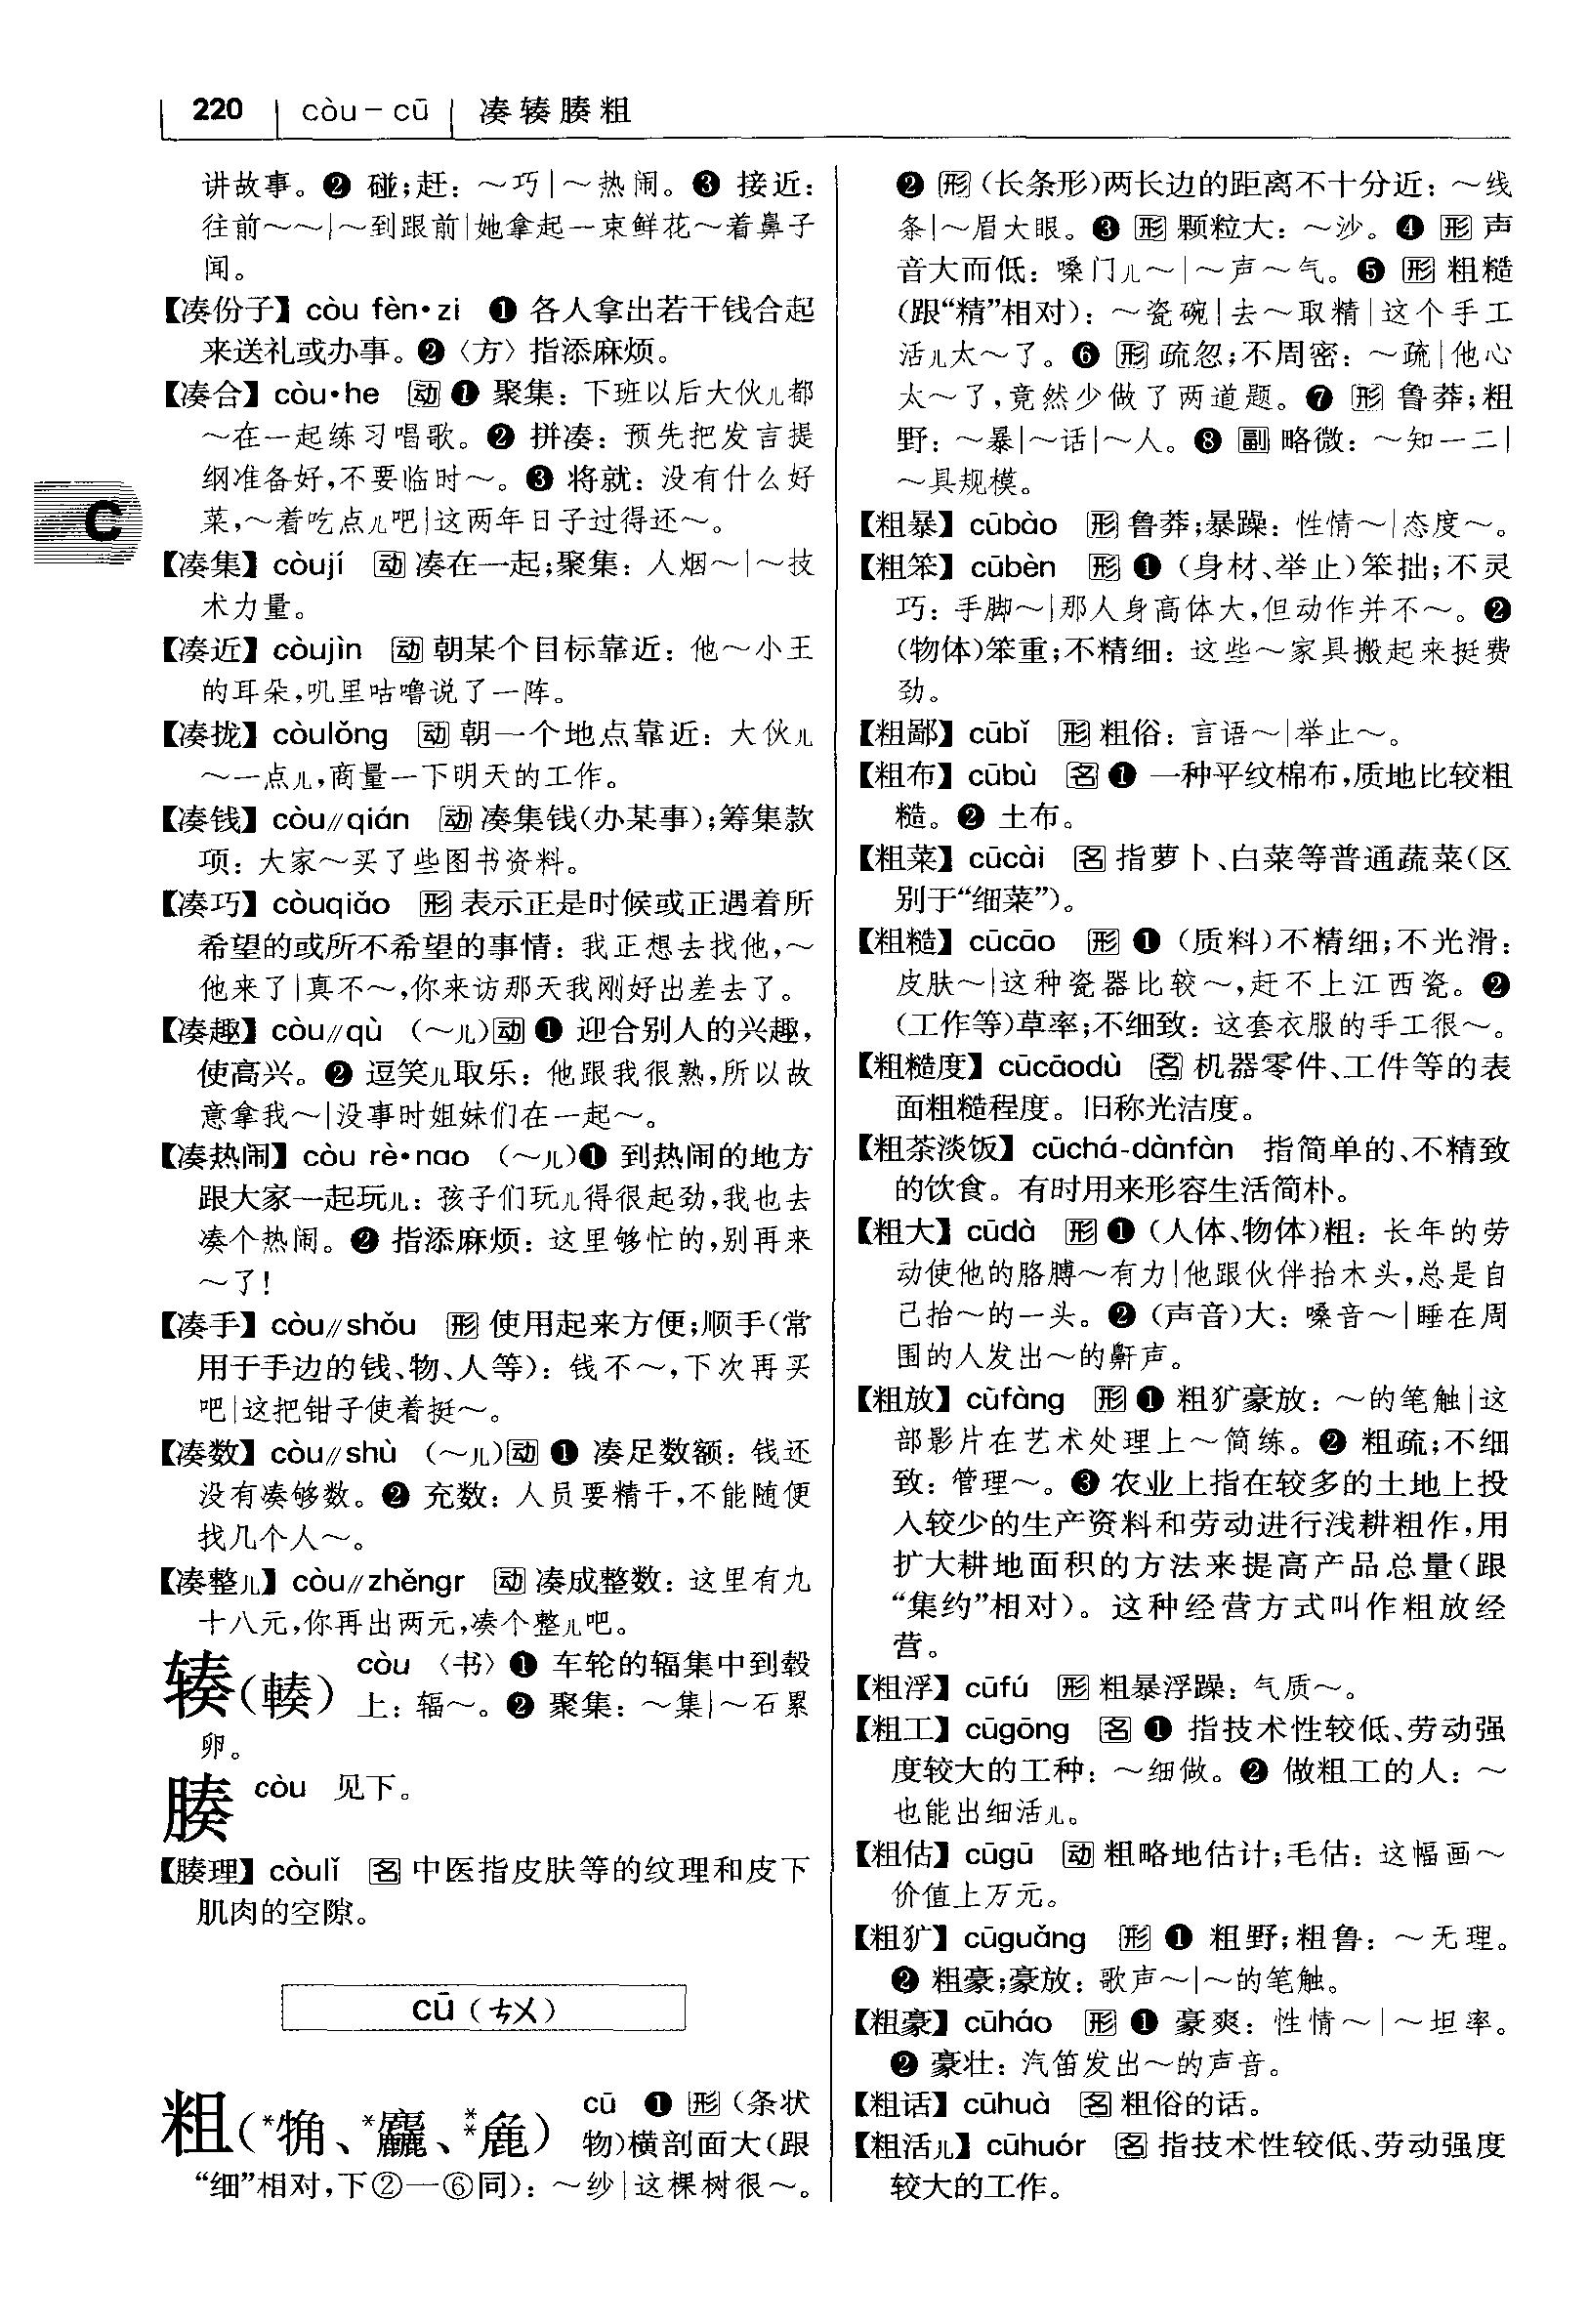 220 còu－cū 凑辏腠粗
讲故事。❷ 碰;赶：～巧|～热闹。❸ 接近：
往前～～|～到跟前|她拿起一束鲜花～着鼻子
闻。
【凑份子】còu fèn·zi ❶ 各人拿出若干钱合起
来送礼或办事。❷〈方〉指添麻烦。
【凑合】còu·he 动❶ 聚集：下班以后大伙儿都
～在一起练习唱歌。❷ 拼凑：预先把发言提
纲准备好,不要临时～。❸ 将就：没有什么好
菜,～着吃点儿吧|这两年日子过得还～。
【凑集】còují 动凑在一起;聚集：人烟～|～技
术力量。
【凑近】còujìn 动朝某个目标靠近：他～小王
的耳朵,叽里咕噜说了一阵。
【凑拢】còulǒng 动朝一个地点靠近：大伙儿
～一点儿,商量一下明天的工作。
【凑钱】còu∥qián 动凑集钱(办某事);筹集款
项：大家～买了些图书资料。
【凑巧】còuqiǎo 形表示正是时候或正遇着所
希望的或所不希望的事情：我正想去找他,～
他来了|真不～,你来访那天我刚好出差去了。
【凑趣】còu∥qù (～儿)动❶ 迎合别人的兴趣,
使高兴。❷ 逗笑儿取乐：他跟我很熟,所以故
意拿我～|没事时姐妹们在一起～。
【凑热闹】còu rè·nao (～儿)❶ 到热闹的地方
跟大家一起玩儿：孩子们玩儿得很起劲,我也去
凑个热闹。❷ 指添麻烦：这里够忙的,别再来
～了!
【凑手】còu∥shǒu 形使用起来方便;顺手(常
用于手边的钱、物、人等)：钱不～,下次再买
吧|这把钳子使着挺～。
【凑数】còu∥shù (～儿)动❶ 凑足数额：钱还
没有凑够数。❷ 充数：人员要精干,不能随便
找几个人～。
【凑整儿】còu∥zhěngr 动凑成整数：这里有九
十八元,你再出两元,凑个整儿吧。
辏(輳) còu 〈书〉❶ 车轮的辐集中到毂
上：辐～。❷ 聚集：～集|～石累
卵。
腠 còu 见下。
【腠理】còulǐ 名中医指皮肤等的纹理和皮下
肌肉的空隙。
cū（ㄘㄨ）
粗(*觕、*麤、**麁) cū ❶ 形(条状
物)横剖面大(跟
“细”相对,下②—⑥同)：～纱|这棵树很～。
❷ 形(长条形)两长边的距离不十分近：～线
条|～眉大眼。❸ 形颗粒大：～沙。❹ 形声
音大而低：嗓门儿～|～声～气。❺ 形粗糙
(跟“精”相对)：～瓷碗|去～取精|这个手工
活儿太～了。❻ 形疏忽;不周密：～疏|他心
太～了,竟然少做了两道题。❼ 形鲁莽;粗
野：～暴|～话|～人。❽ 副略微：～知一二|
～具规模。
【粗暴】cūbào 形鲁莽;暴躁：性情～|态度～。
【粗笨】cūbèn 形❶ (身材、举止)笨拙;不灵
巧：手脚～|那人身高体大,但动作并不～。❷
(物体)笨重;不精细：这些～家具搬起来挺费
劲。
【粗鄙】cūbǐ 形粗俗：言语～|举止～。
【粗布】cūbù 名❶ 一种平纹棉布,质地比较粗
糙。❷ 土布。
【粗菜】cūcài 名指萝卜、白菜等普通蔬菜(区
别于“细菜”)。
【粗糙】cūcāo 形❶ (质料)不精细;不光滑：
皮肤～|这种瓷器比较～,赶不上江西瓷。❷
(工作等)草率;不细致：这套衣服的手工很～。
【粗糙度】cūcāodù 名机器零件、工件等的表
面粗糙程度。旧称光洁度。
【粗茶淡饭】cūchá-dànfàn 指简单的、不精致
的饮食。有时用来形容生活简朴。
【粗大】cūdà 形❶ (人体、物体)粗：长年的劳
动使他的胳膊～有力|他跟伙伴抬木头,总是自
己抬～的一头。❷ (声音)大：嗓音～|睡在周
围的人发出～的鼾声。
【粗放】cūfàng 形❶ 粗犷豪放：～的笔触|这
部影片在艺术处理上～简练。❷ 粗疏;不细
致：管理～。❸ 农业上指在较多的土地上投
入较少的生产资料和劳动进行浅耕粗作,用
扩大耕地面积的方法来提高产品总量(跟
“集约”相对)。这种经营方式叫作粗放经
营。
【粗浮】cūfú 形粗暴浮躁：气质～。
【粗工】cūgōng 名❶ 指技术性较低、劳动强
度较大的工种：～细做。❷ 做粗工的人：～
也能出细活儿。
【粗估】cūgū 动粗略地估计;毛估：这幅画～
价值上万元。
【粗犷】cūguǎng 形❶ 粗野;粗鲁：～无理。
❷ 粗豪;豪放：歌声～|～的笔触。
【粗豪】cūháo 形❶ 豪爽：性情～|～坦率。
❷ 豪壮：汽笛发出～的声音。
【粗话】cūhuà 名粗俗的话。
【粗活儿】cūhuór 名指技术性较低、劳动强度
较大的工作。
C